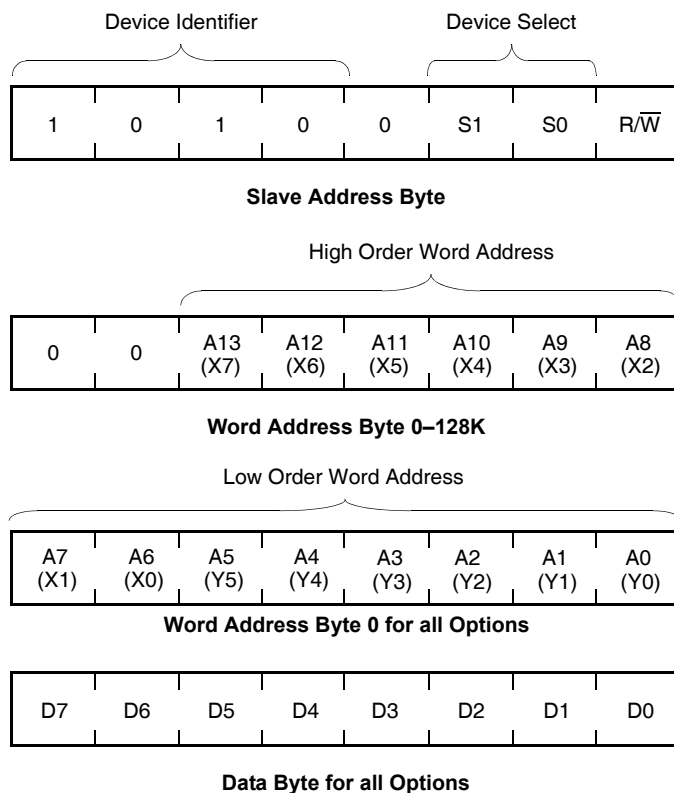 Device Identifier Device Select
1 0 1 0 0 S1 S0 R/W̅
Slave Address Byte
High Order Word Address
0 0 A13 A12 A11 A10 A9 A8
(X7) (X6) (X5) (X4) (X3) (X2)
Word Address Byte 0–128K
Low Order Word Address
A7 A6 A5 A4 A3 A2 A1 A0
(X1) (X0) (Y5) (Y4) (Y3) (Y2) (Y1) (Y0)
Word Address Byte 0 for all Options
D7 D6 D5 D4 D3 D2 D1 D0
Data Byte for all Options